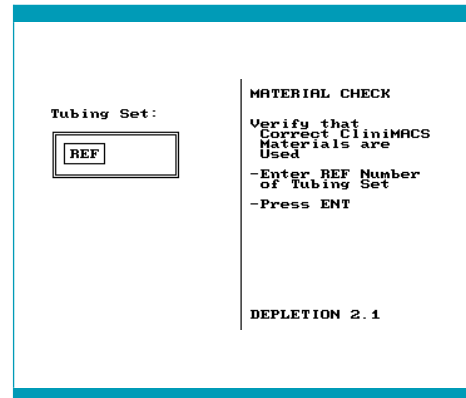 Tubing Set:
REF
MATERIAL CHECK
Verify that
Correct CliniMACS
Materials are
Used
-Enter REF Number
of Tubing Set
-Press ENT
DEPLETION 2.1